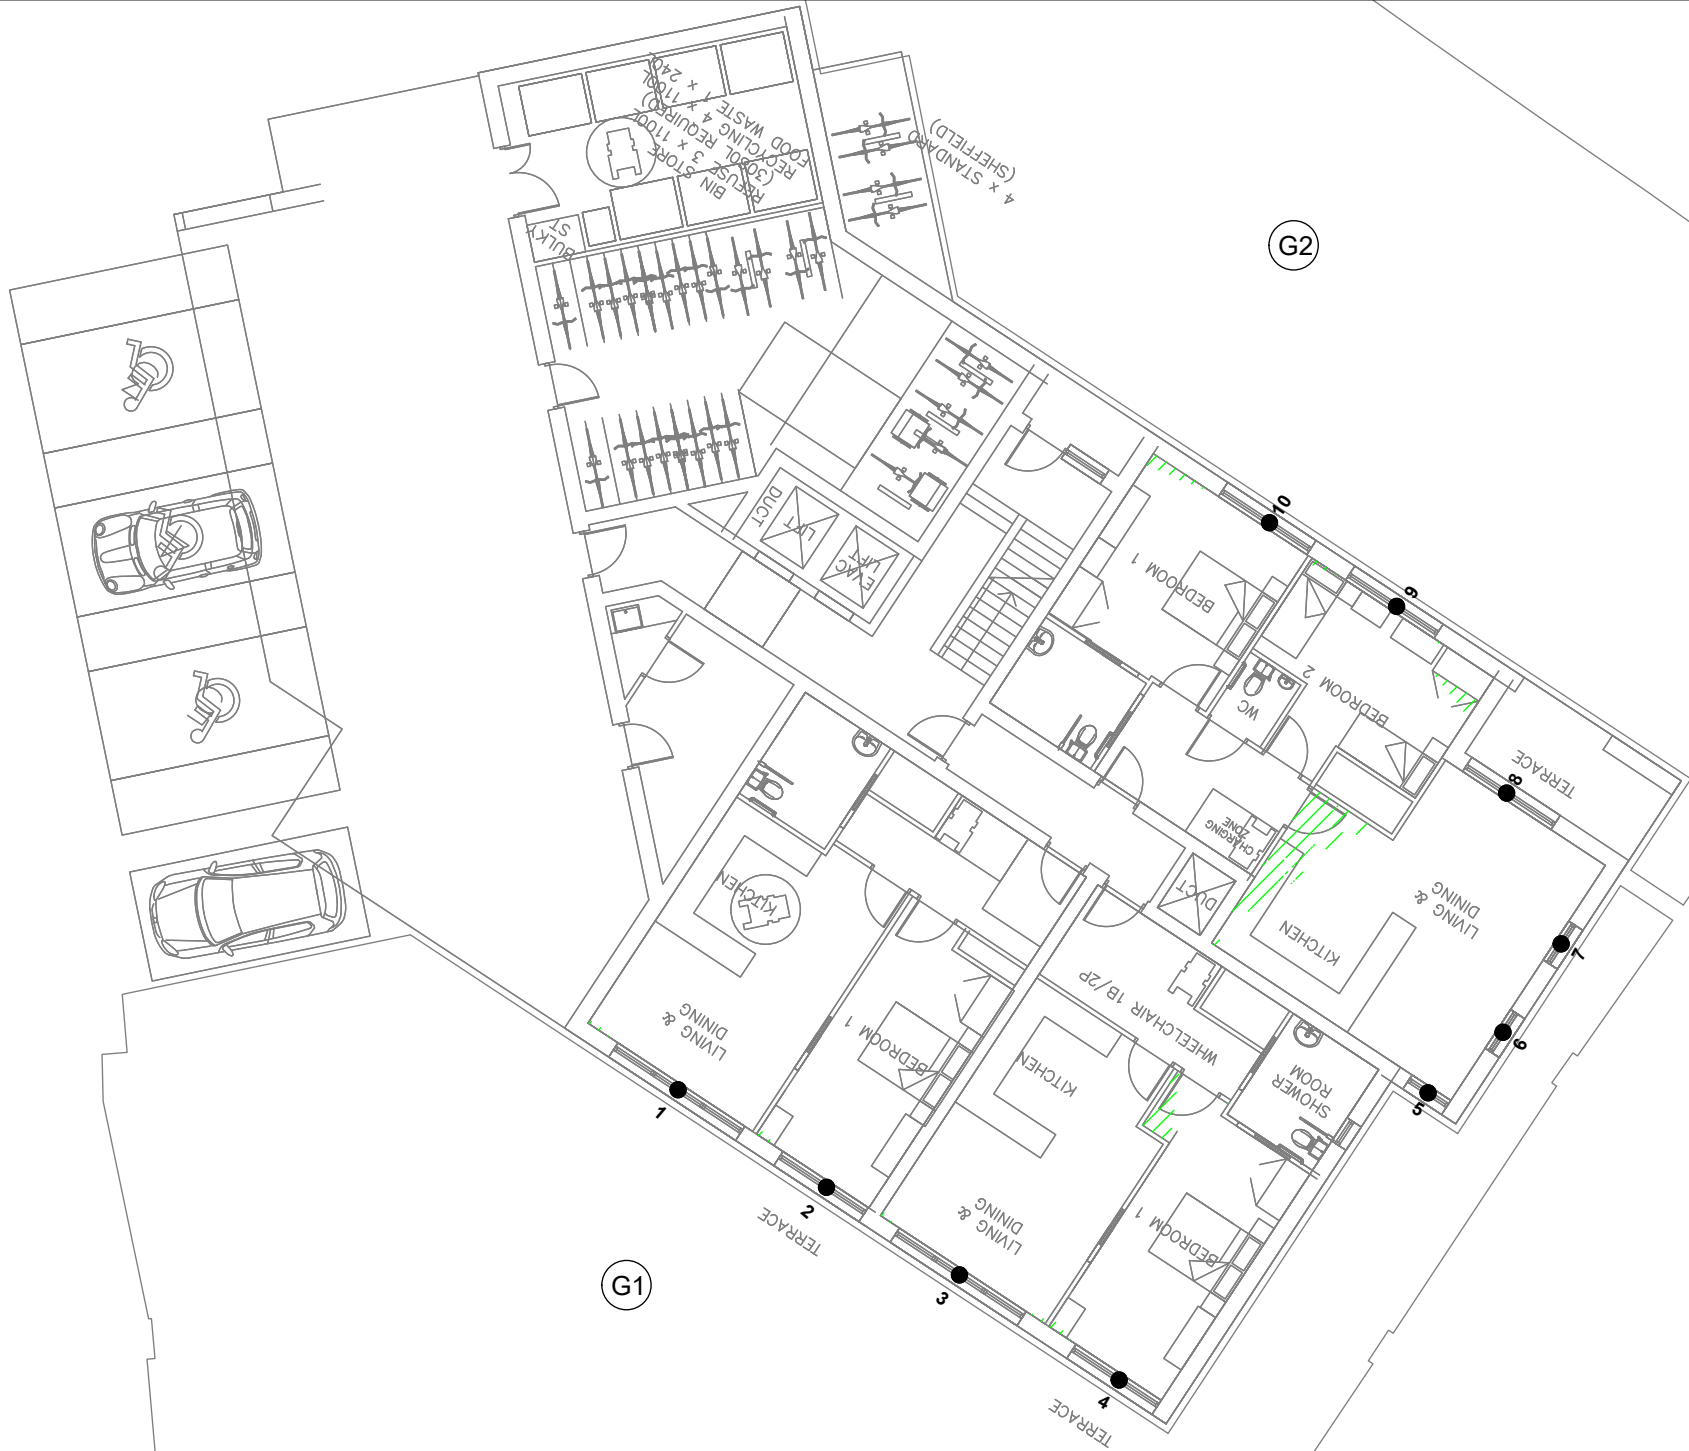 BIN STORE
REFUSE 3 x 1100L
(3080L REQUIRED)
RECYCLING 4 x 1100L
FOOD WASTE 1 x 240L
BULKY
ST
4 x STANDARD
(SHEFFIELD)
G2
DUCT
LIFT
EVAC
LIFT
BEDROOM 1
10
9
BEDROOM 2
WC
8
TERRACE
CHARGING
ZONE
DUCT
KITCHEN
LIVING &
DINING
7
6
5
KITCHEN
LIVING &
DINING
BEDROOM 1
1
2
TERRACE
WHEELCHAIR 1B/2P
KITCHEN
SHOWER
ROOM
LIVING &
DINING
BEDROOM 1
3
4
TERRACE
G1